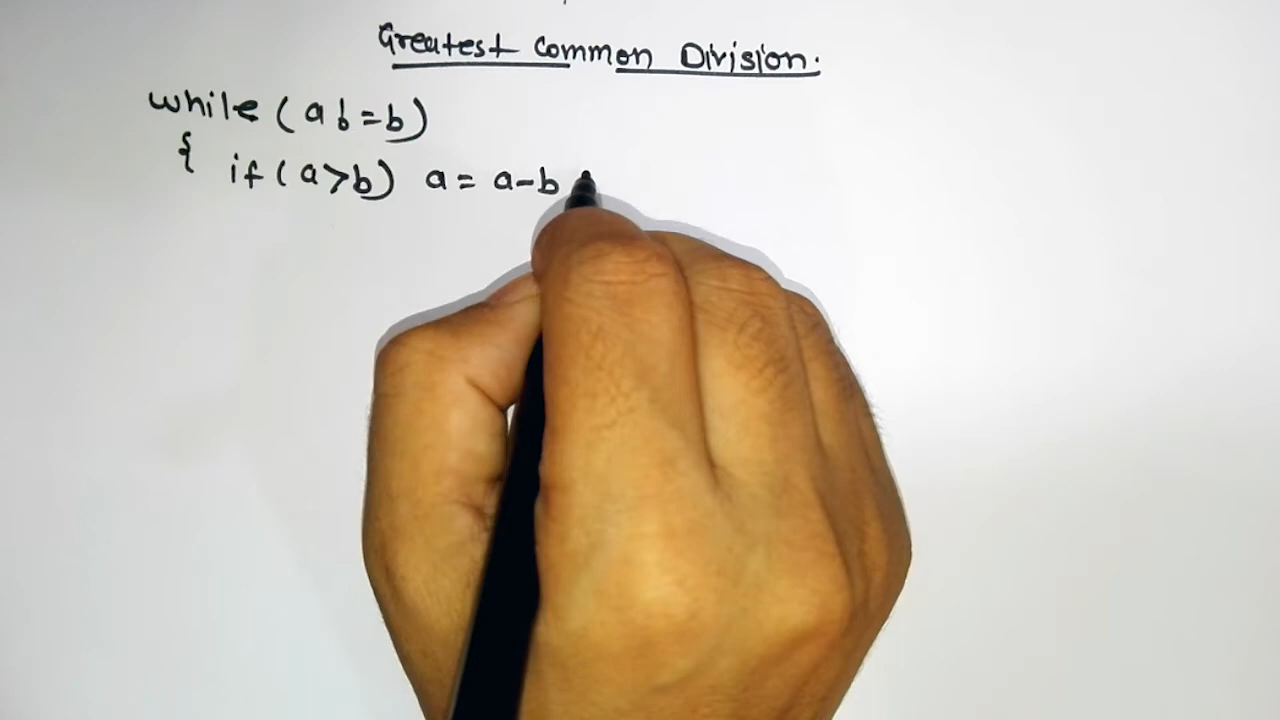 Greatest Common Division.
while (a != b)
{
if (a>b) a = a-b